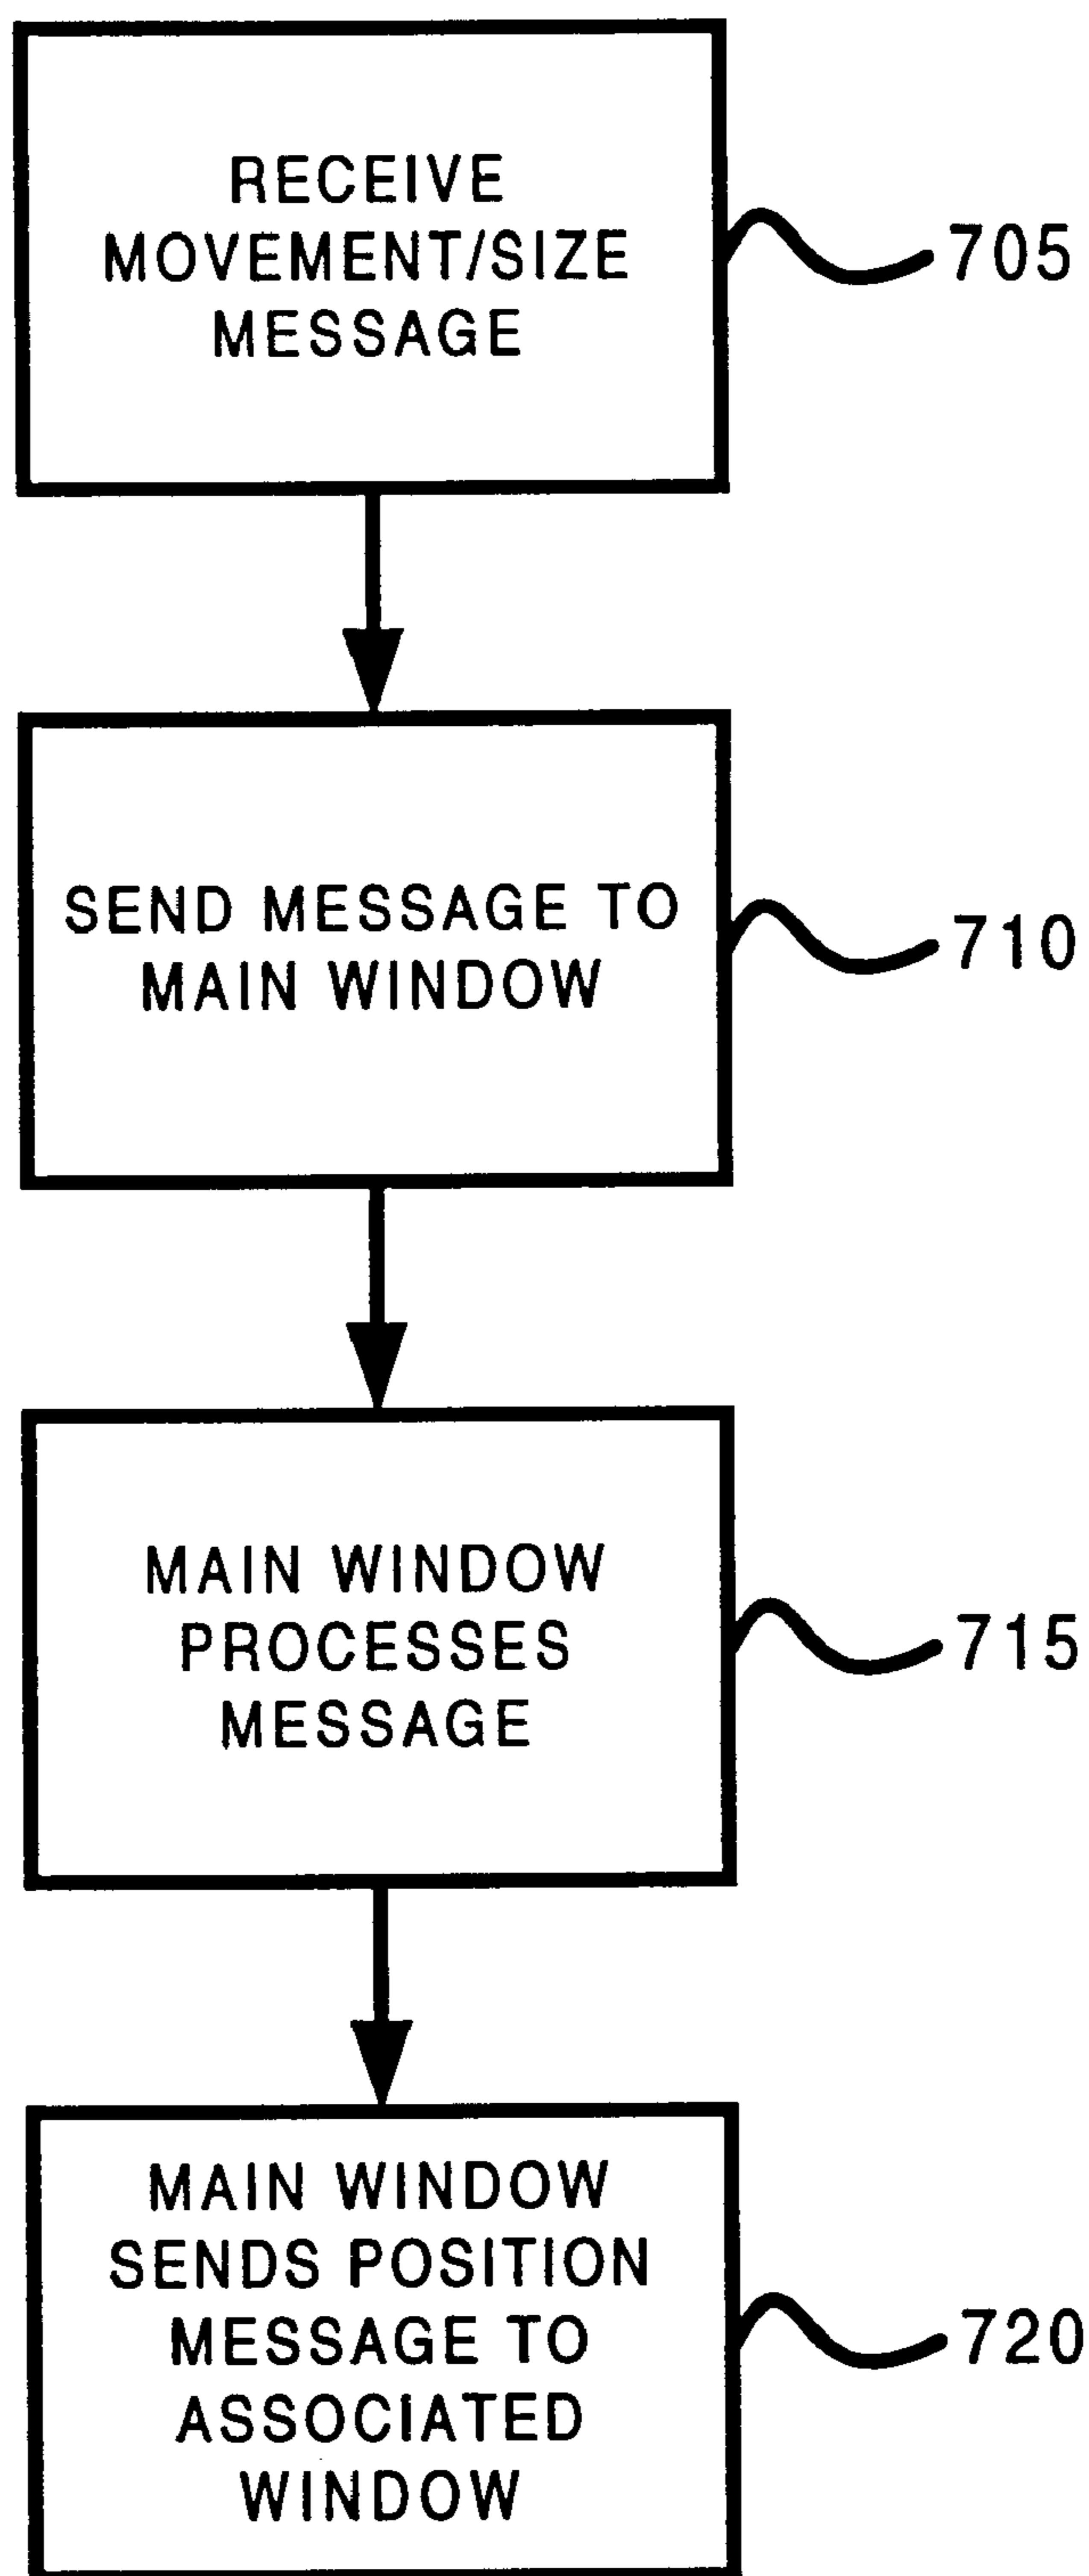 RECEIVE
MOVEMENT/SIZE
MESSAGE
705
SEND MESSAGE TO
MAIN WINDOW
710
MAIN WINDOW
PROCESSES
MESSAGE
715
MAIN WINDOW
SENDS POSITION
MESSAGE TO
ASSOCIATED
WINDOW
720